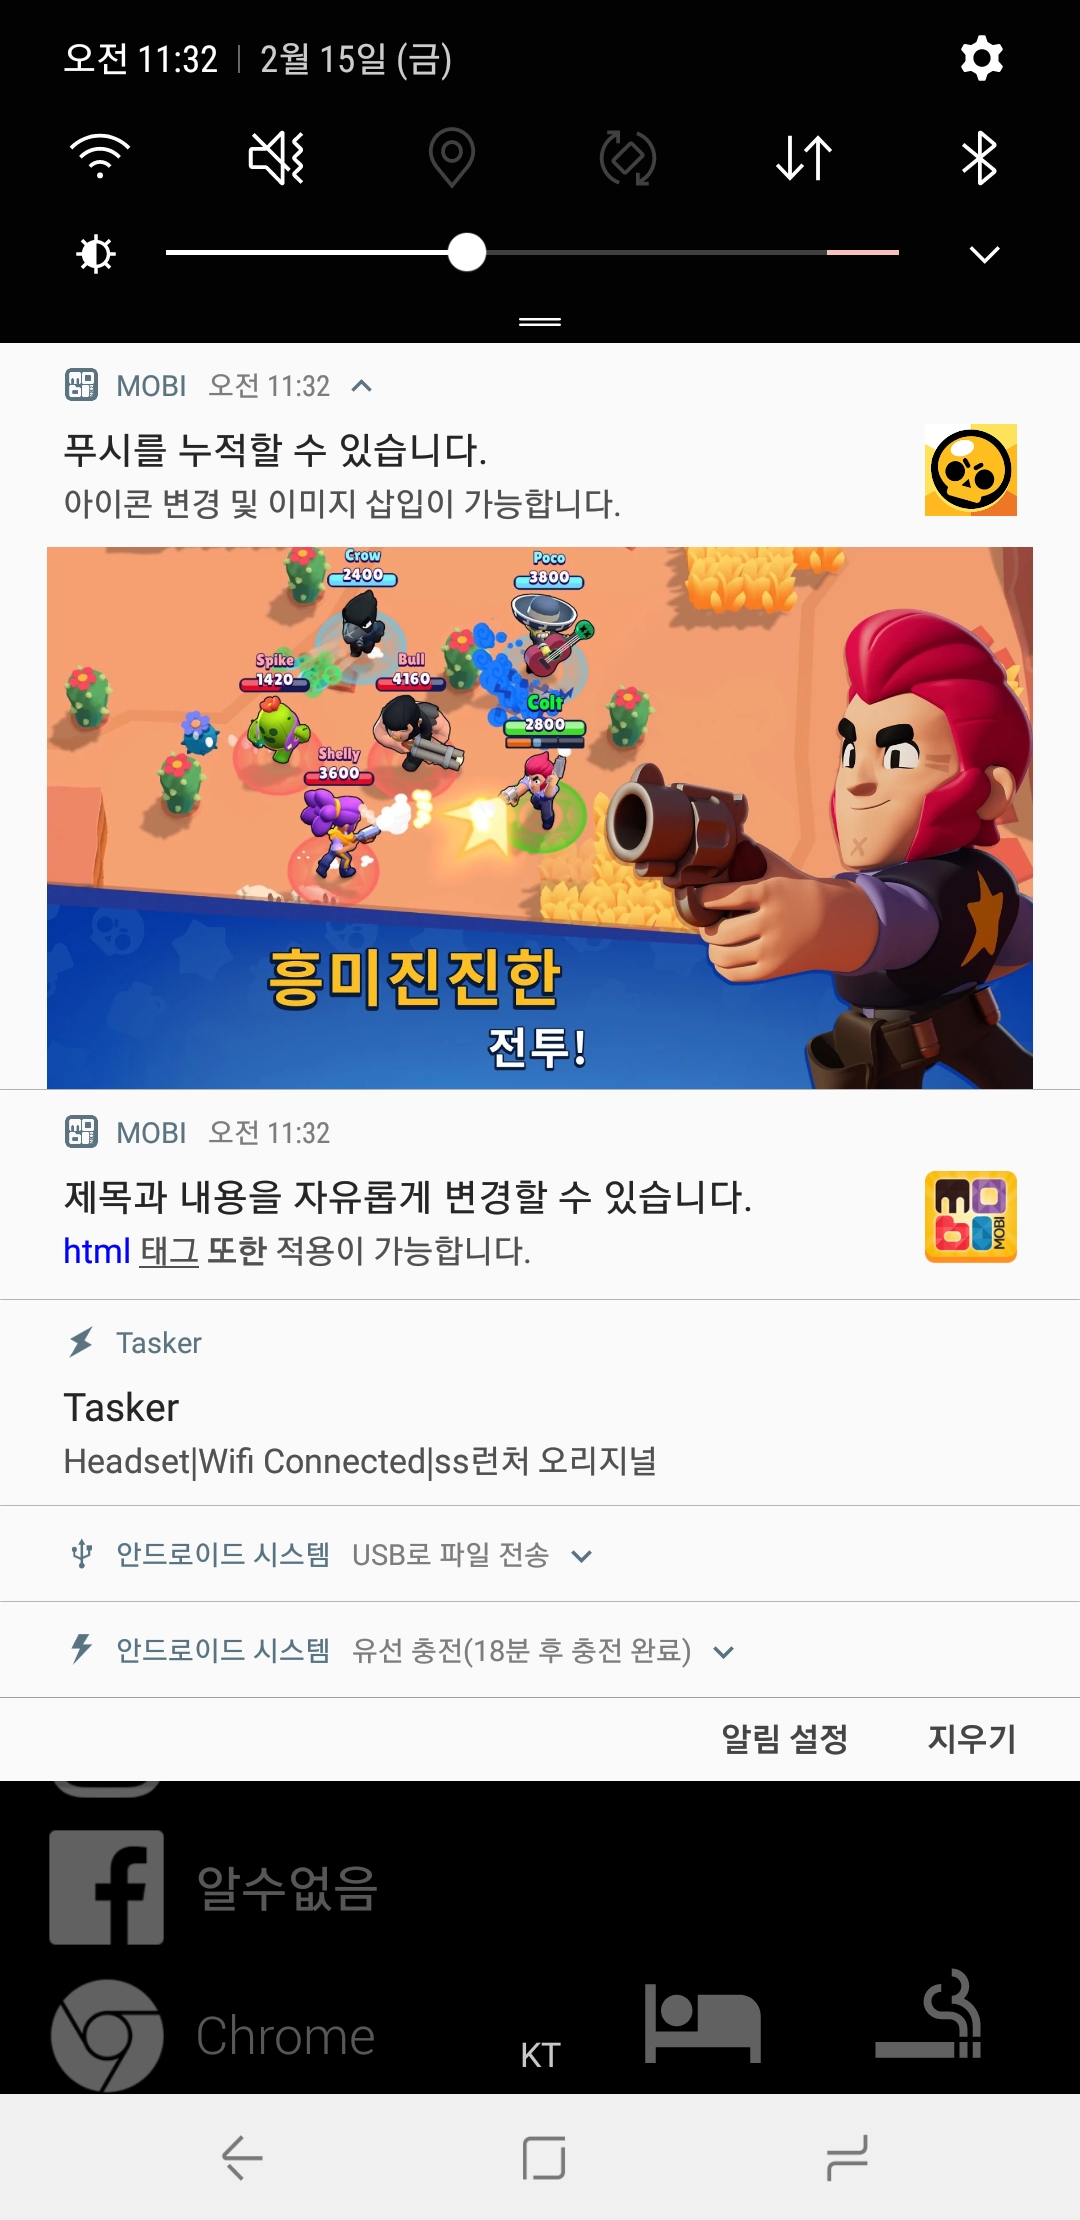 오전 11:32 | 2월 15일 (금)
MOBI 오전 11:32
푸시를 누적할 수 있습니다.
아이콘 변경 및 이미지 삽입이 가능합니다.
Crow
2400
Poco
3800
Spike
1420
Bull
4160
Colt
2800
Shelly
3600
흥미진진한
전투!
MOBI 오전 11:32
제목과 내용을 자유롭게 변경할 수 있습니다.
html 태그 또한 적용이 가능합니다.
MOBI
Tasker
Tasker
Headset|Wifi Connected|ss런처 오리지널
안드로이드 시스템 USB로 파일 전송
안드로이드 시스템 유선 충전(18분 후 충전 완료)
알림 설정 지우기
알수없음
Chrome
KT